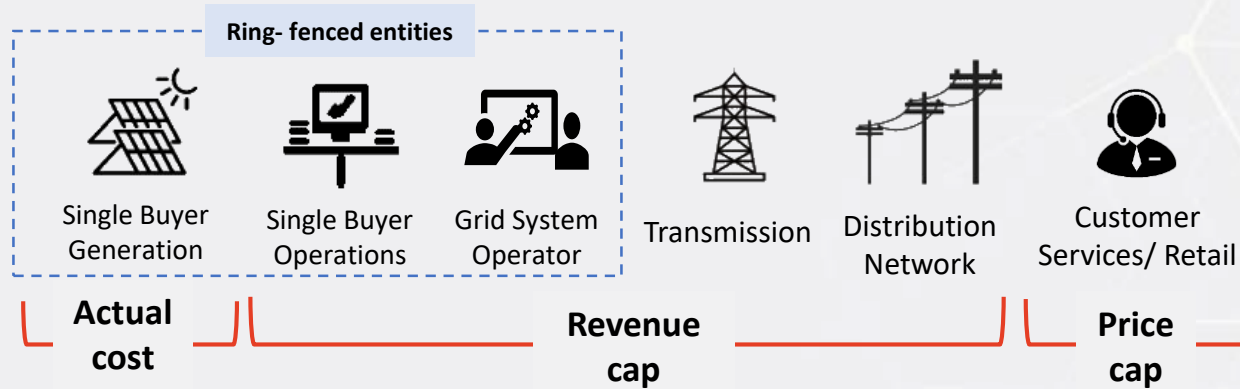 Ring- fenced entities
Single Buyer
Generation
Single Buyer
Operations
Grid System
Operator
Transmission
Distribution
Network
Customer
Services/ Retail
Actual
cost
Revenue
cap
Price
cap